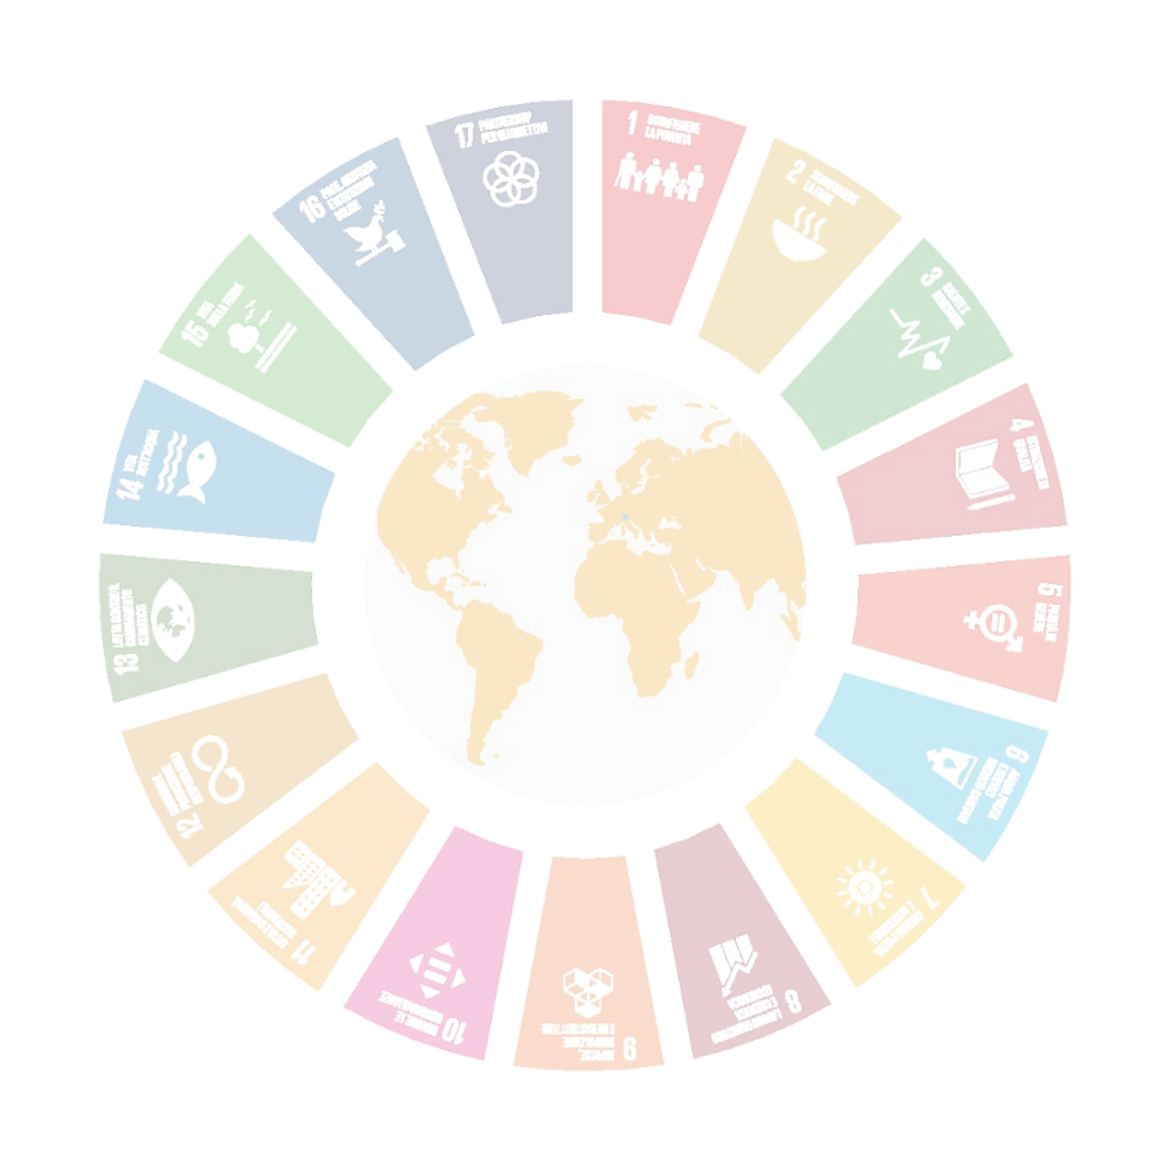 1 SCONFIGGERE
LA POVERTÀ
2 SCONFIGGERE
LA FAME
3 SALUTE E
BENESSERE
4 ISTRUZIONE DI
QUALITÀ
5 PARITÀ DI
GENERE
6 ACQUA PULITA
E SERVIZI
IGIENICO-SANITARI
7 ENERGIA PULITA
E ACCESSIBILE
8 LAVORO DIGNITOSO
E CRESCITA
ECONOMICA
9 IMPRESE,
INNOVAZIONE
E INFRASTRUTTURE
10 RIDURRE LE
DISUGUAGLIANZE
11 CITTÀ E COMUNITÀ
SOSTENIBILI
12
13 LOTTA CONTRO IL
CAMBIAMENTO
CLIMATICO
14 VITA
SOTT'ACQUA
15 VITA
SULLA TERRA
16 PACE, GIUSTIZIA
E ISTITUZIONI
SOLIDE
17 PARTNERSHIP
PER GLI OBIETTIVI